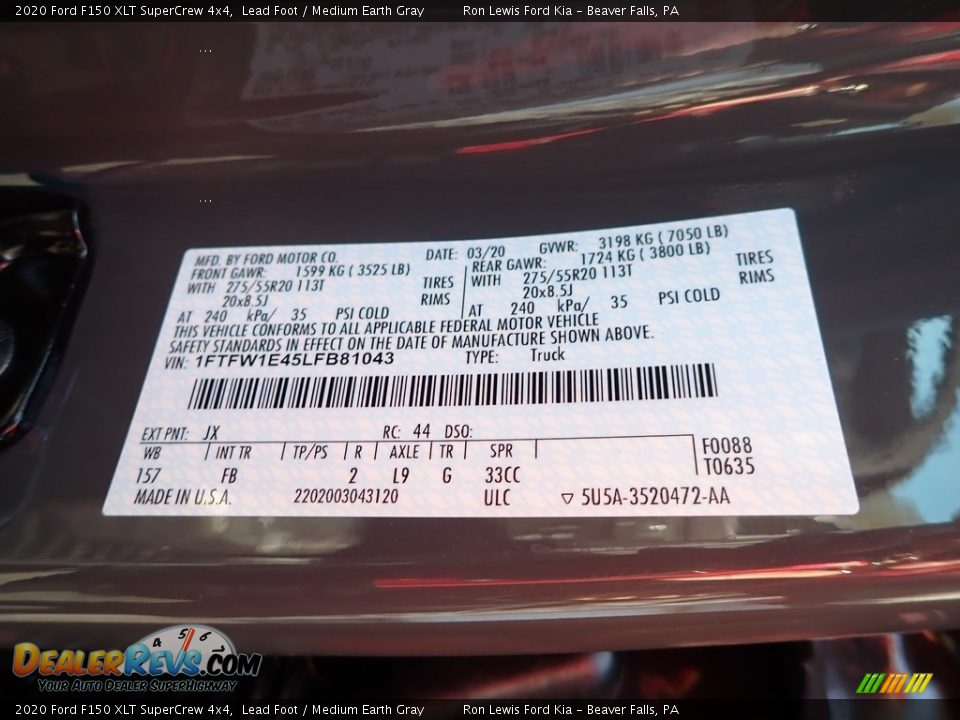 2020 Ford F150 XLT SuperCrew 4x4, Lead Foot / Medium Earth Gray Ron Lewis Ford Kia - Beaver Falls, PA
MFD. BY FORD MOTOR CO. DATE: 03/20 GVWR: 3198 KG ( 7050 LB)
FRONT GAWR: 1599 KG ( 3525 LB) REAR GAWR: 1724 KG ( 3800 LB)
WITH 275/55R20 113T TIRES WITH 275/55R20 113T TIRES
20x8.5J RIMS 20x8.5J RIMS
AT 240 kPa/ 35 PSI COLD AT 240 kPa/ 35 PSI COLD
THIS VEHICLE CONFORMS TO ALL APPLICABLE FEDERAL MOTOR VEHICLE
SAFETY STANDARDS IN EFFECT ON THE DATE OF MANUFACTURE SHOWN ABOVE.
VIN: 1FTFW1E45LFB81043 TYPE: Truck
EXT PNT: JX RC: 44 DSO:
WB INT TR TP/PS R AXLE TR SPR F0088
157 FB 2 L9 G 33CC T0635
MADE IN U.S.A. 2202003043120 ULC ▽ 5U5A-3520472-AA
4 5 6
DEALERREVS.COM
YOUR AUTO DEALER SUPERHIGHWAY
2020 Ford F150 XLT SuperCrew 4x4, Lead Foot / Medium Earth Gray Ron Lewis Ford Kia - Beaver Falls, PA